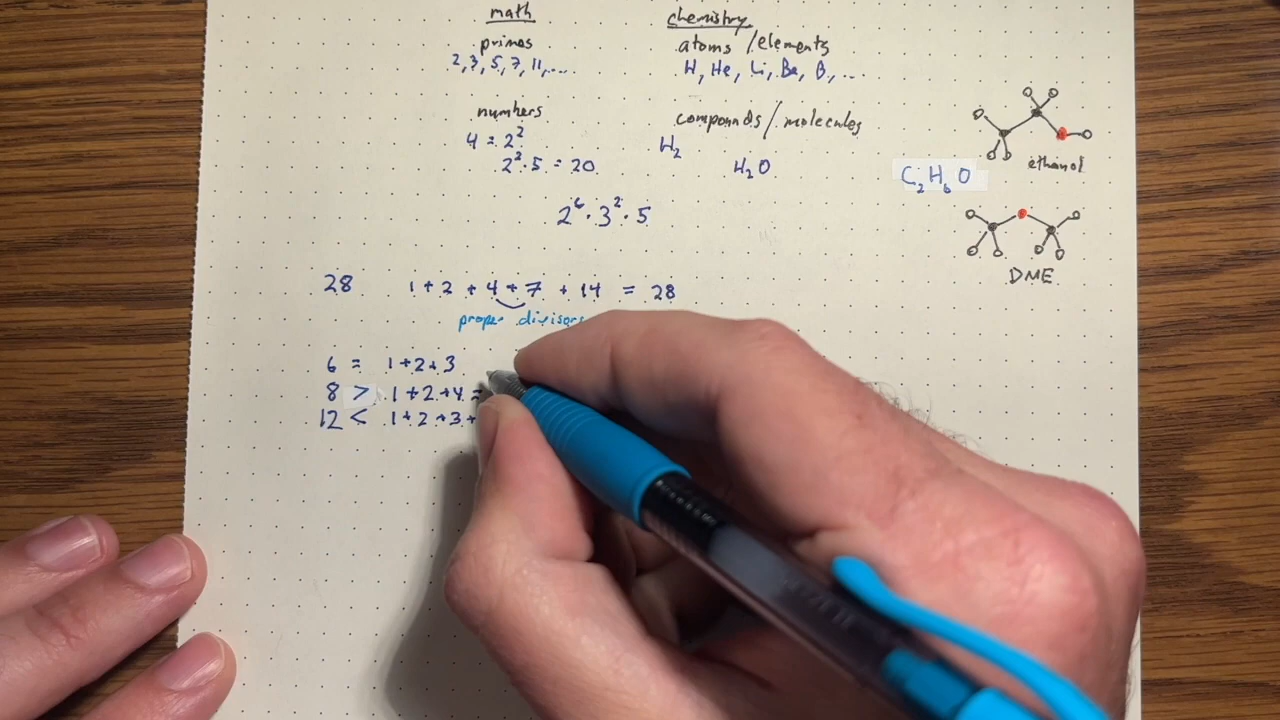 math
primes
2, 3, 5, 7, 11, ....
numbers
4 = 2²
2²·5 = 20
2⁶·3²·5
chemistry
atoms/elements
H, He, Li, Be, B, ...
compounds/molecules
H₂
H₂O
C₂H₆O
ethanol
DME
28 1+2+4+7+14 = 28
proper divisors
6 = 1+2+3
8 > 1+2+4 =
12 < 1+2+3+